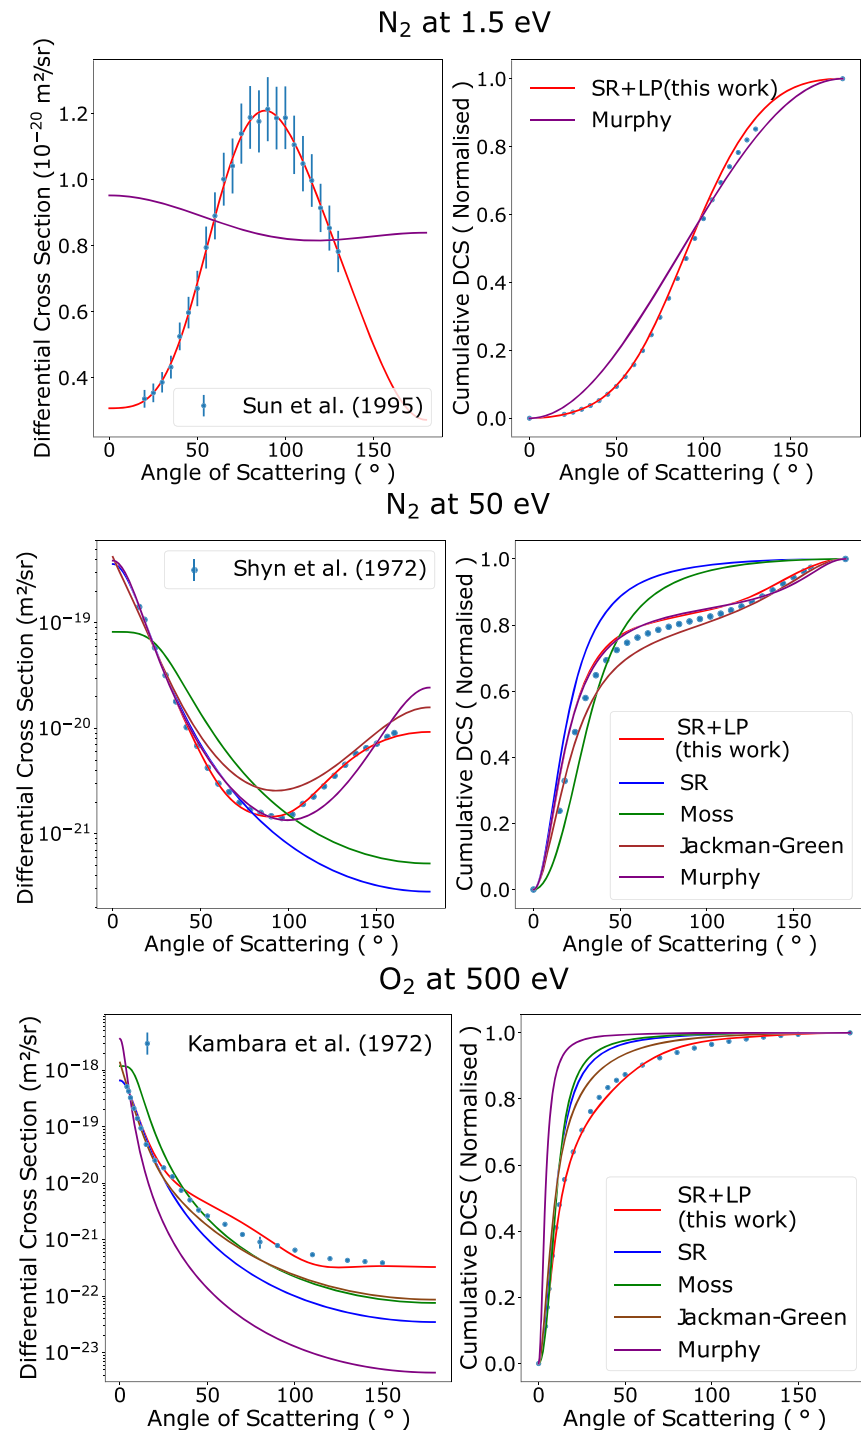 N₂ at 1.5 eV
Differential Cross Section (10⁻²⁰ m²/sr)
1.2
1.0
0.8
0.6
0.4
Sun et al. (1995)
0 50 100 150
Angle of Scattering ( ° )
Cumulative DCS ( Normalised )
1.0
0.8
0.6
0.4
0.2
0.0
SR+LP(this work)
Murphy
0 50 100 150
Angle of Scattering ( ° )
N₂ at 50 eV
Differential Cross Section (m²/sr)
10⁻¹⁹
10⁻²⁰
10⁻²¹
Shyn et al. (1972)
0 50 100 150
Angle of Scattering ( ° )
Cumulative DCS ( Normalised )
1.0
0.8
0.6
0.4
0.2
0.0
SR+LP
(this work)
SR
Moss
Jackman-Green
Murphy
0 50 100 150
Angle of Scattering ( ° )
O₂ at 500 eV
Differential Cross Section (m²/sr)
10⁻¹⁸
10⁻¹⁹
10⁻²⁰
10⁻²¹
10⁻²²
10⁻²³
Kambara et al. (1972)
0 50 100 150
Angle of Scattering ( ° )
Cumulative DCS ( Normalised )
1.0
0.8
0.6
0.4
0.2
0.0
SR+LP
(this work)
SR
Moss
Jackman-Green
Murphy
0 50 100 150
Angle of Scattering ( ° )